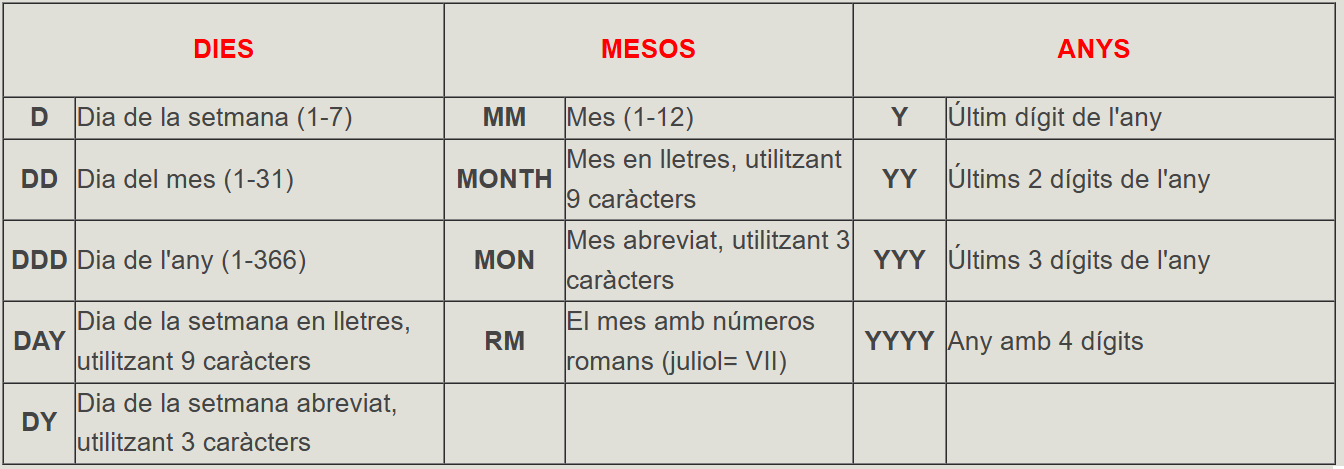 DIES MESOS ANYS
D Dia de la setmana (1-7) MM Mes (1-12) Y Últim dígit de l'any
DD Dia del mes (1-31) MONTH Mes en lletres, utilitzant
9 caràcters YY Últims 2 dígits de l'any
DDD Dia de l'any (1-366) MON Mes abreviat, utilitzant 3
caràcters YYY Últims 3 dígits de l'any
DAY Dia de la setmana en lletres,
utilitzant 9 caràcters RM El mes amb números
romans (juliol= VII) YYYY Any amb 4 dígits
DY Dia de la setmana abreviat,
utilitzant 3 caràcters